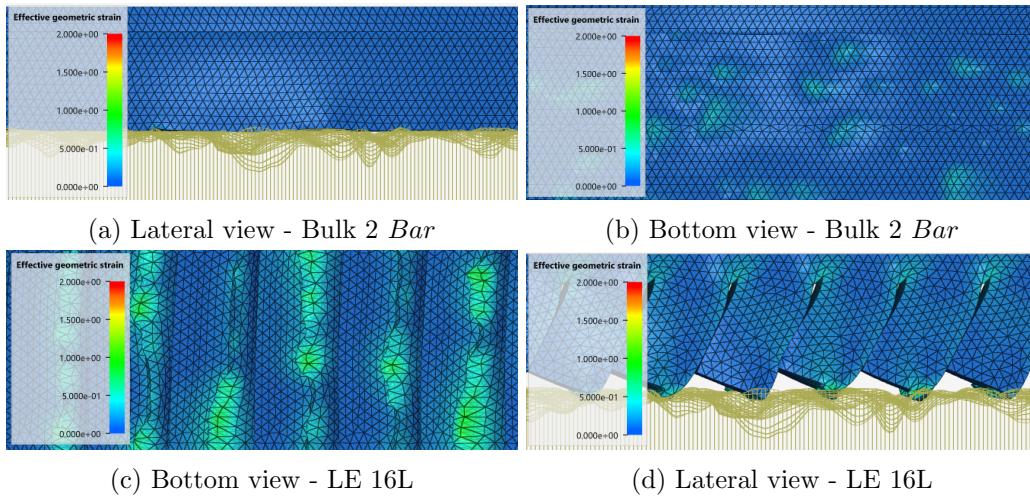 Effective geometric strain
2.000e+00
1.500e+00
1.000e+00
5.000e-01
0.000e+00
Effective geometric strain
2.000e+00
1.500e+00
1.000e+00
5.000e-01
0.000e+00
(a) Lateral view - Bulk 2 Bar
(b) Bottom view - Bulk 2 Bar
Effective geometric strain
2.000e+00
1.500e+00
1.000e+00
5.000e-01
0.000e+00
Effective geometric strain
2.000e+00
1.500e+00
1.000e+00
5.000e-01
0.000e+00
(c) Bottom view - LE 16L
(d) Lateral view - LE 16L